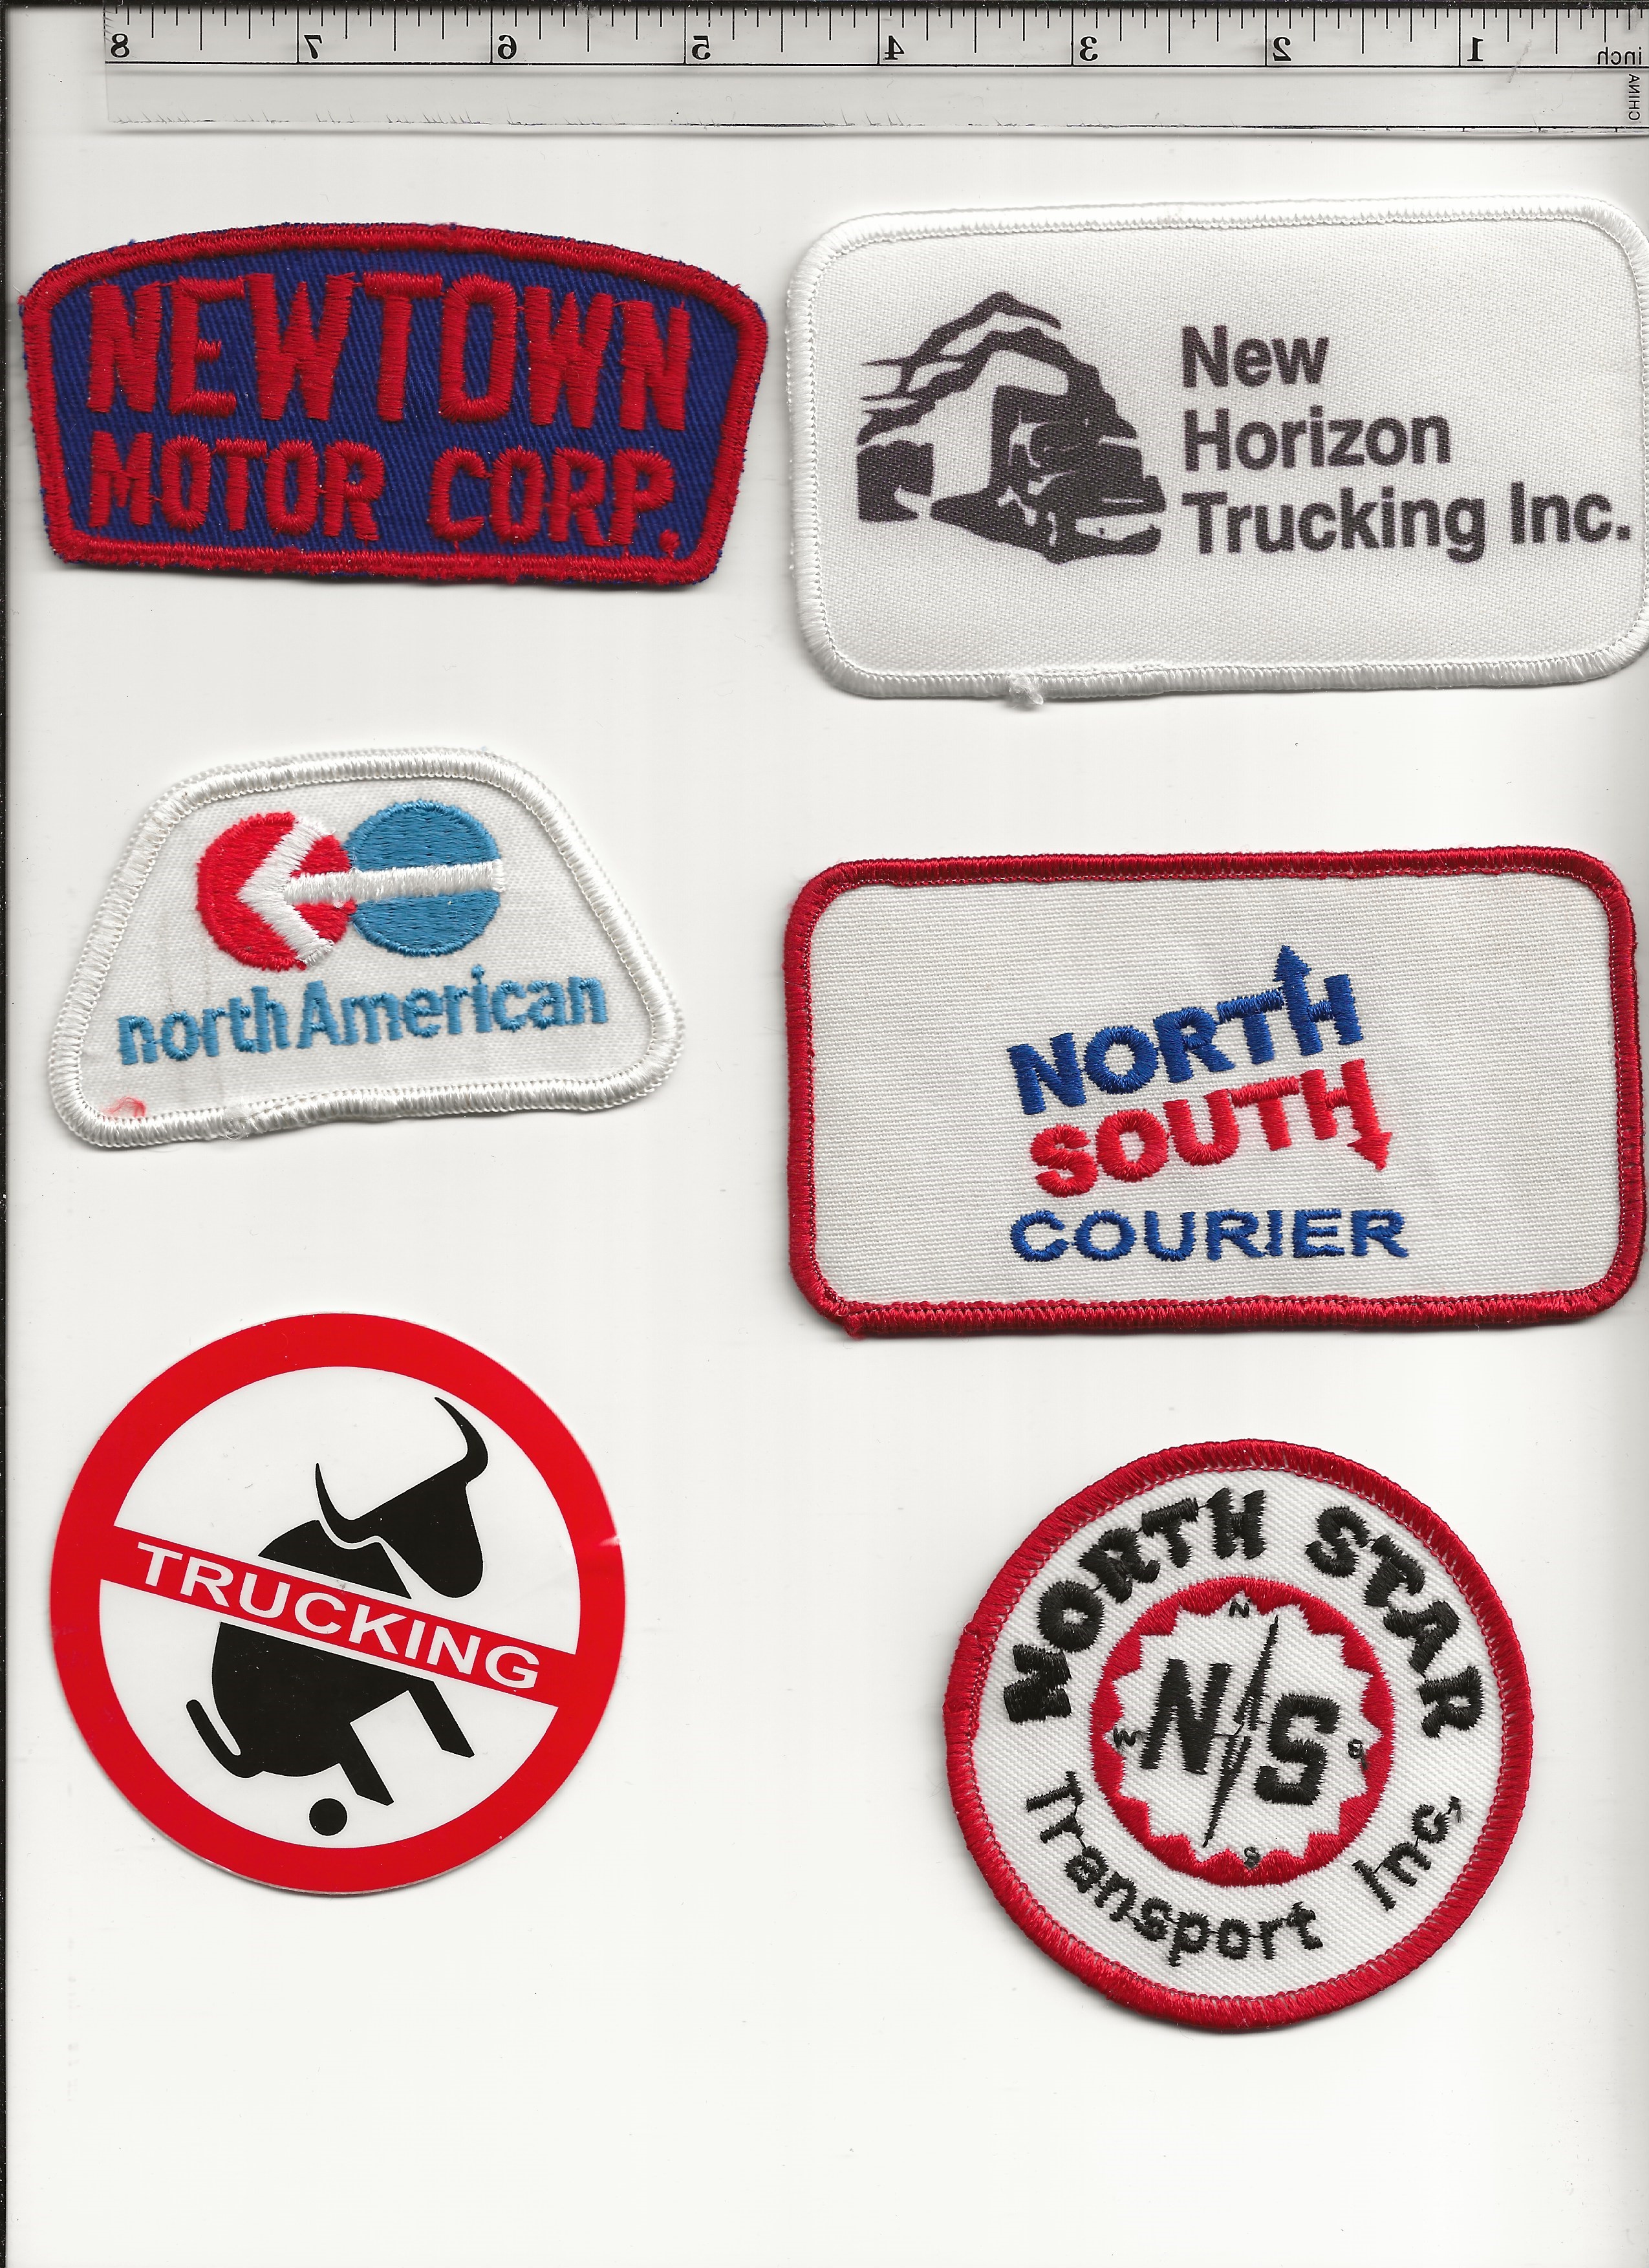 8 7 6 5 4 3 2 1 inch
CHINA
NEWTOWN
MOTOR CORP.
New
Horizon
Trucking Inc.
northAmerican
NORTH
SOUTH
COURIER
TRUCKING
NORTH STAR
N
N/S
W
S
Transport Inc.